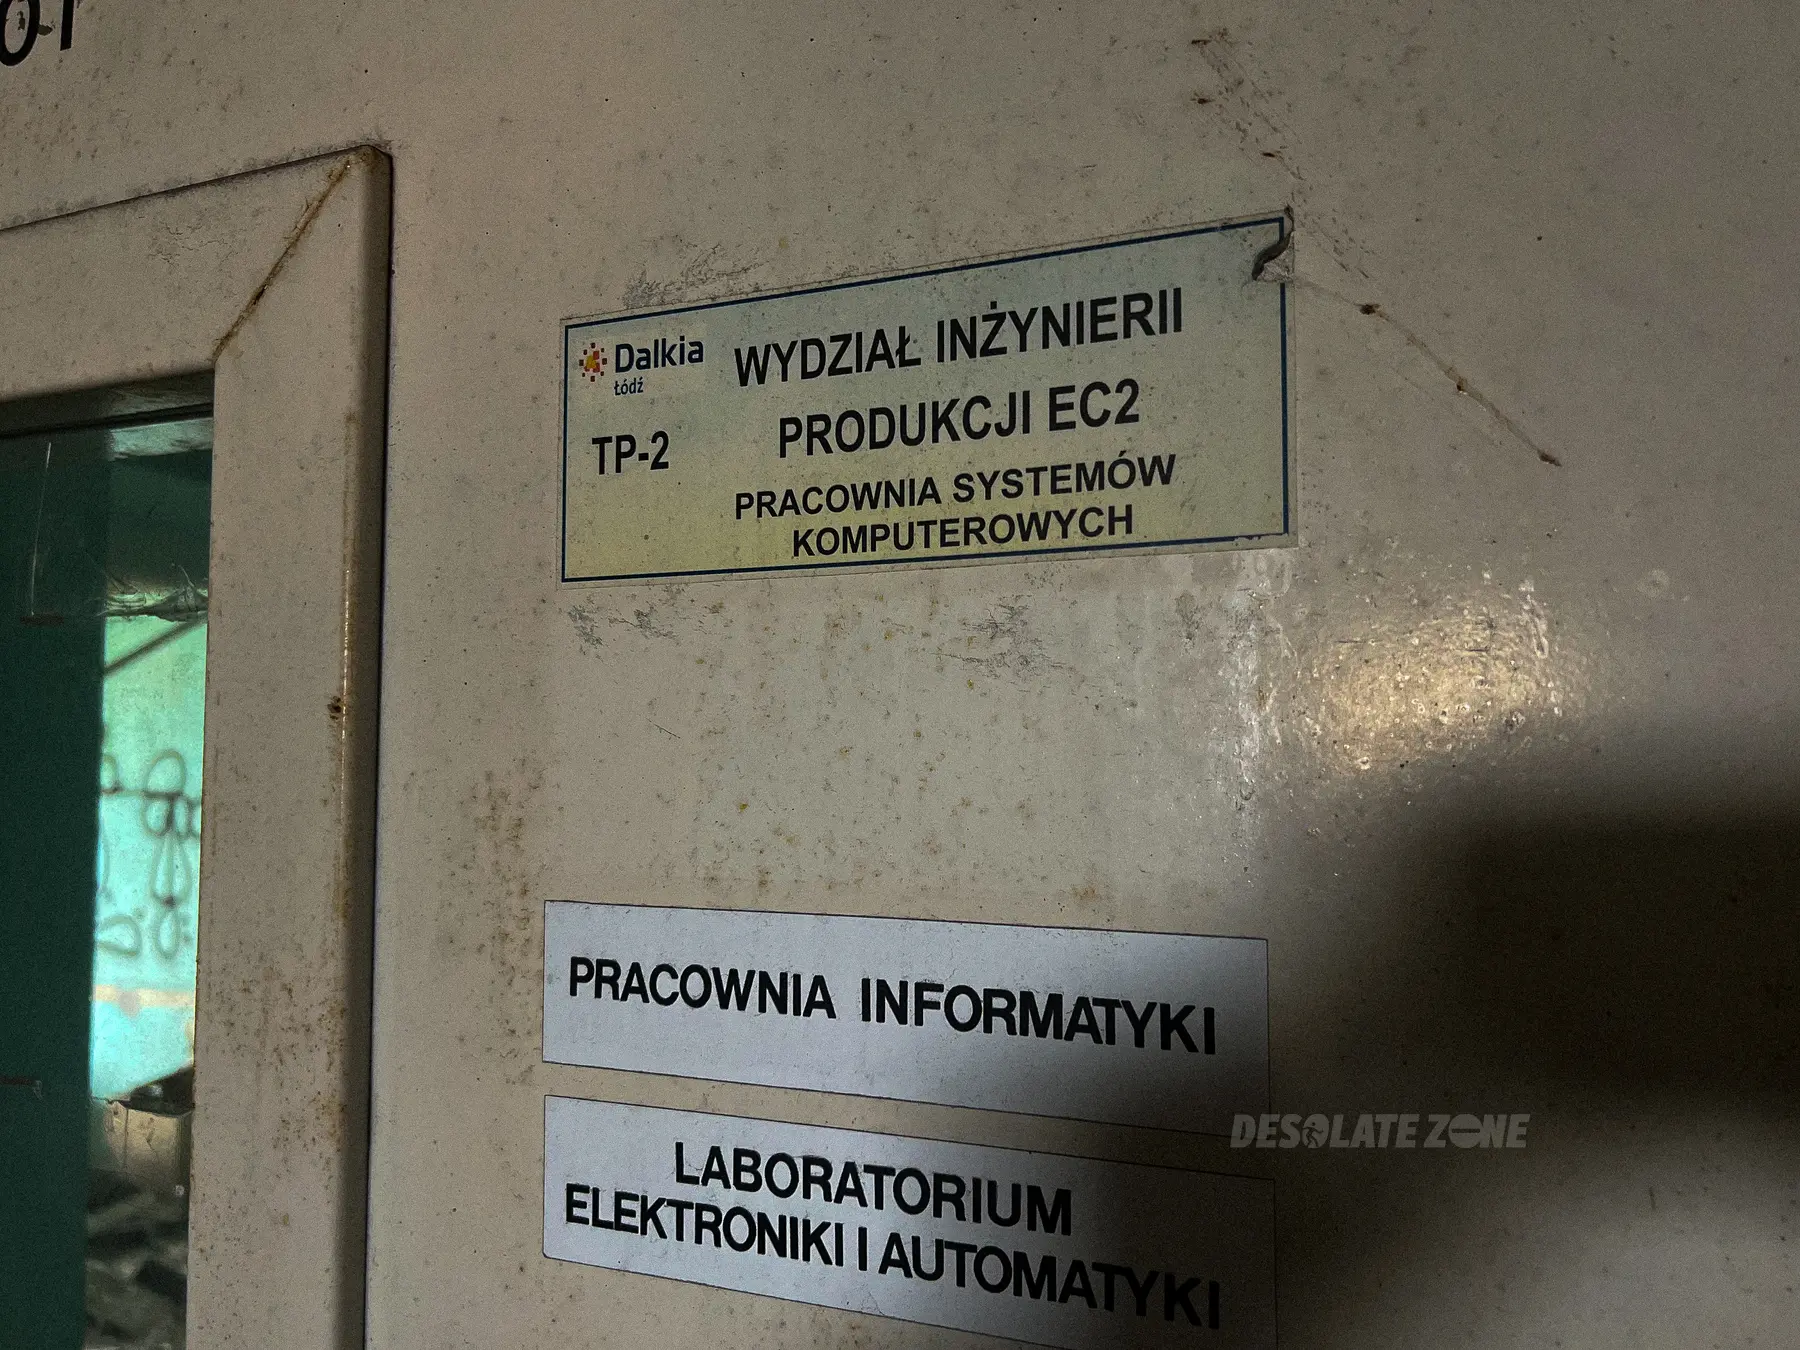 Dalkia
Łódź
TP-2
WYDZIAŁ INŻYNIERII
PRODUKCJI EC2
PRACOWNIA SYSTEMÓW
KOMPUTEROWYCH
PRACOWNIA INFORMATYKI
LABORATORIUM
ELEKTRONIKI I AUTOMATYKI
DESOLATE ZONE